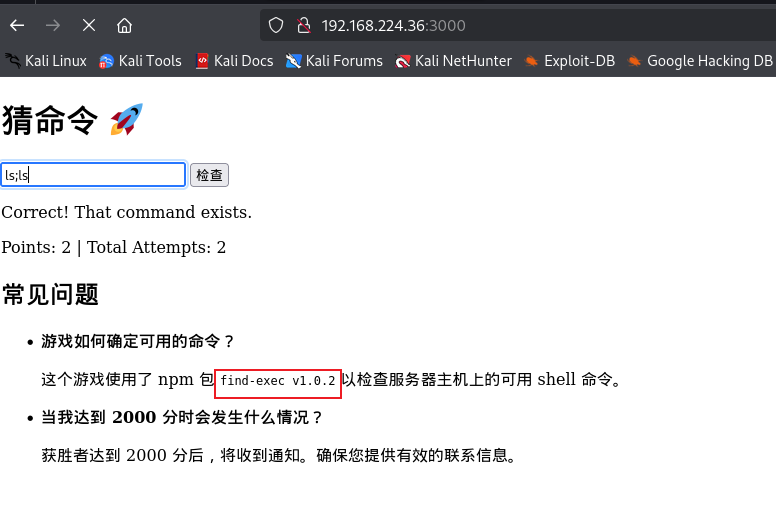 192.168.224.36:3000
Kali Linux Kali Tools Kali Docs Kali Forums Kali NetHunter Exploit-DB Google Hacking DB
猜命令 🚀
ls;ls 检查
Correct! That command exists.
Points: 2 | Total Attempts: 2
常见问题
• 游戏如何确定可用的命令？
这个游戏使用了 npm 包 find-exec v1.0.2 以检查服务器主机上的可用 shell 命令。
• 当我达到 2000 分时会发生什么情况？
获胜者达到 2000 分后，将收到通知。确保您提供有效的联系信息。